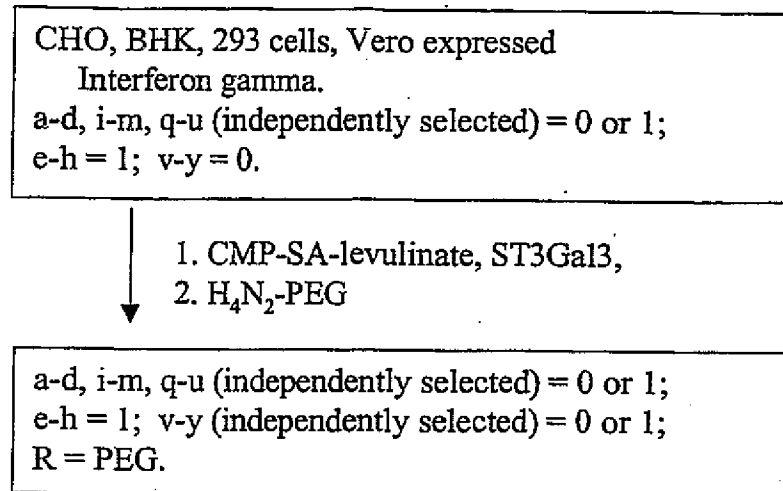 CHO, BHK, 293 cells, Vero expressed
Interferon gamma.
a-d, i-m, q-u (independently selected) = 0 or 1;
e-h = 1; v-y = 0.
1. CMP-SA-levulinate, ST3Gal3,
2. H₄N₂-PEG
a-d, i-m, q-u (independently selected) = 0 or 1;
e-h = 1; v-y (independently selected) = 0 or 1;
R = PEG.